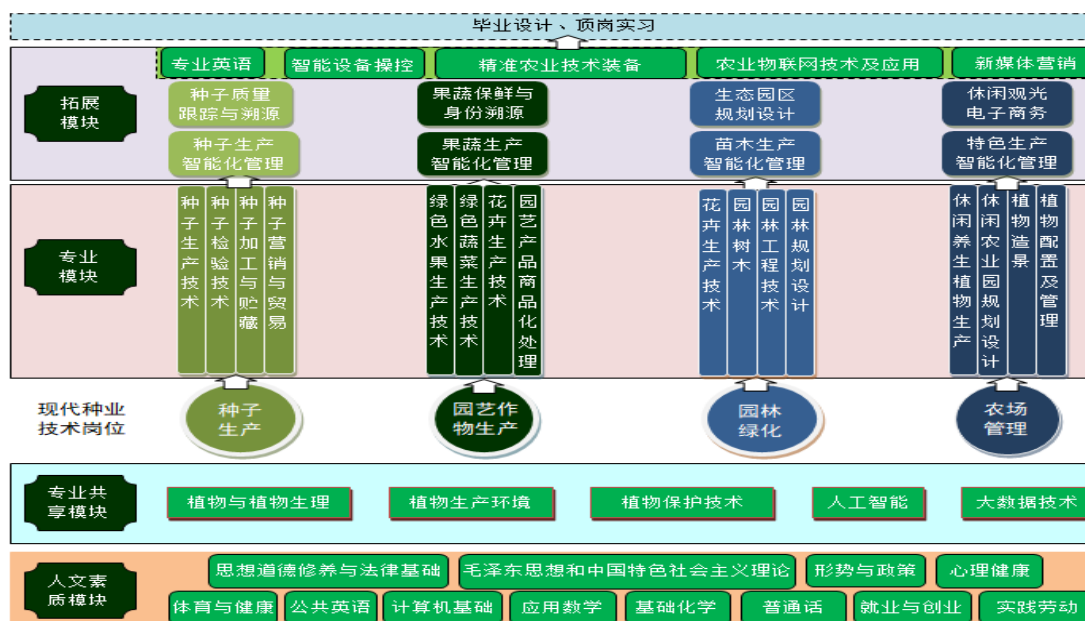 毕业设计、顶岗实习
专业英语
智能设备操控
精准农业技术装备
农业物联网技术及应用
新媒体营销
拓展
模块
种子质量
跟踪与溯源
果蔬保鲜与
身份溯源
生态园区
规划设计
休闲观光
电子商务
种子生产
智能化管理
果蔬生产
智能化管理
苗木生产
智能化管理
特色生产
智能化管理
专业
模块
种子生产技术
种子检验技术
种子加工与贮藏
种子营销与贸易
绿色水果生产技术
绿色蔬菜生产技术
花卉生产技术
园艺产品商品化处理
花卉生产技术
园林树木
园林工程技术
园林规划设计
休闲养生植物生产
休闲农业园规划设计
植物造景
植物配置及管理
现代种业
技术岗位
种子
生产
园艺作
物生产
园林
绿化
农场
管理
专业共
享模块
植物与植物生理
植物生产环境
植物保护技术
人工智能
大数据技术
人文素
质模块
思想道德修养与法律基础
毛泽东思想和中国特色社会主义理论
形势与政策
心理健康
体育与健康
公共英语
计算机基础
应用数学
基础化学
普通话
就业与创业
实践劳动